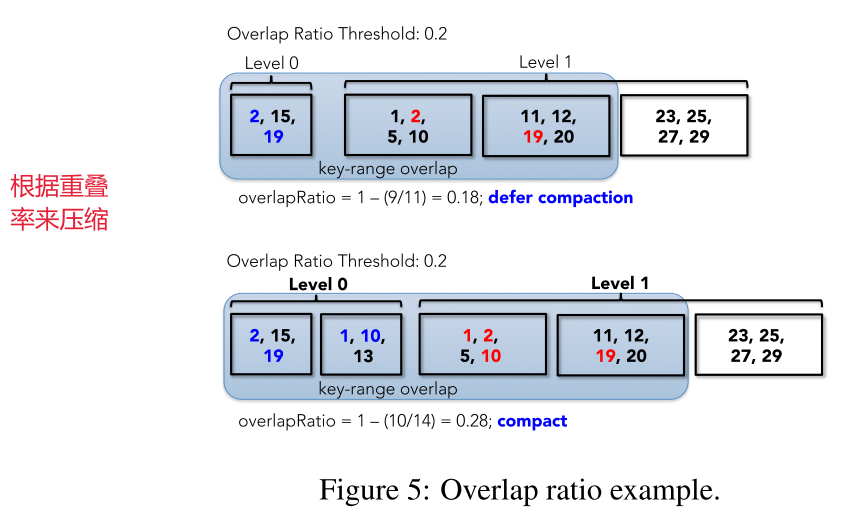 Overlap Ratio Threshold: 0.2
Level 0
Level 1
2, 15,
19
1, 2,
5, 10
11, 12,
19, 20
23, 25,
27, 29
key-range overlap
overlapRatio = 1 – (9/11) = 0.18; defer compaction
根据重叠
率来压缩
Overlap Ratio Threshold: 0.2
Level 0
Level 1
2, 15,
19
1, 10,
13
1, 2,
5, 10
11, 12,
19, 20
23, 25,
27, 29
key-range overlap
overlapRatio = 1 – (10/14) = 0.28; compact
Figure 5: Overlap ratio example.